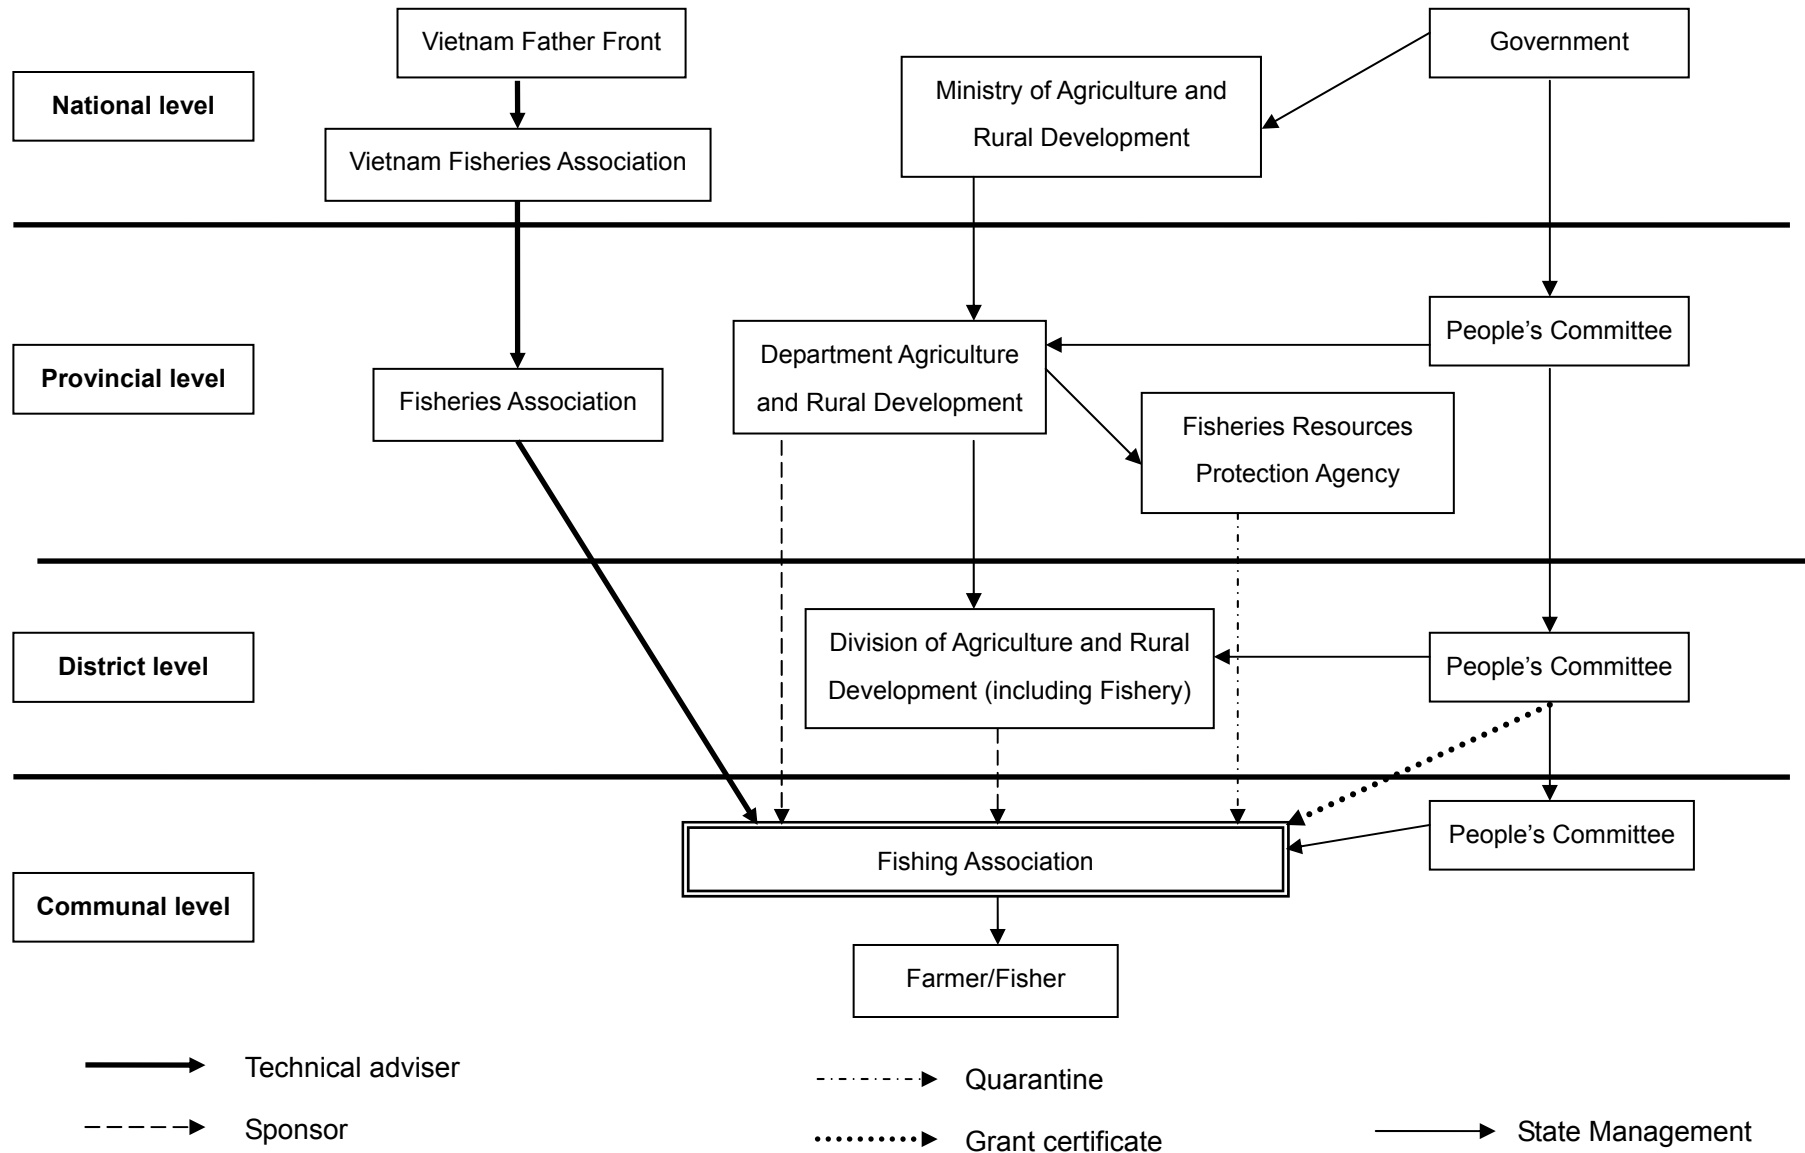 Vietnam Father Front
Government
National level
Ministry of Agriculture and
Rural Development
Vietnam Fisheries Association
People’s Committee
Provincial level
Department Agriculture
and Rural Development
Fisheries Association
Fisheries Resources
Protection Agency
District level
Division of Agriculture and Rural
Development (including Fishery)
People’s Committee
People’s Committee
Fishing Association
Communal level
Farmer/Fisher
Technical adviser
Quarantine
Sponsor
Grant certificate
State Management